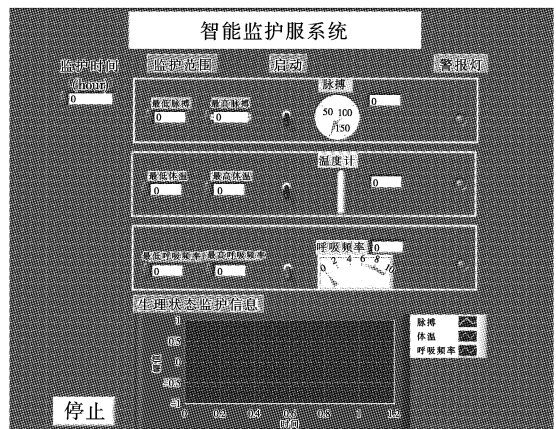 智能监护服系统
监护时间
(hour)
0
监护范围
启动
警报灯
脉搏
最低脉搏
0
最高脉搏
0
50 100
150
0
温度计
最低体温
0
最高体温
0
0
呼吸频率
0
最低呼吸频率
0
最高呼吸频率
0
0 2 4 6 8 10
生理状态监护信息
脉搏
体温
呼吸频率
1
0.5
0
-0.5
-1
0 0.2 0.4 0.6 0.8 1 1.2
时间
停止